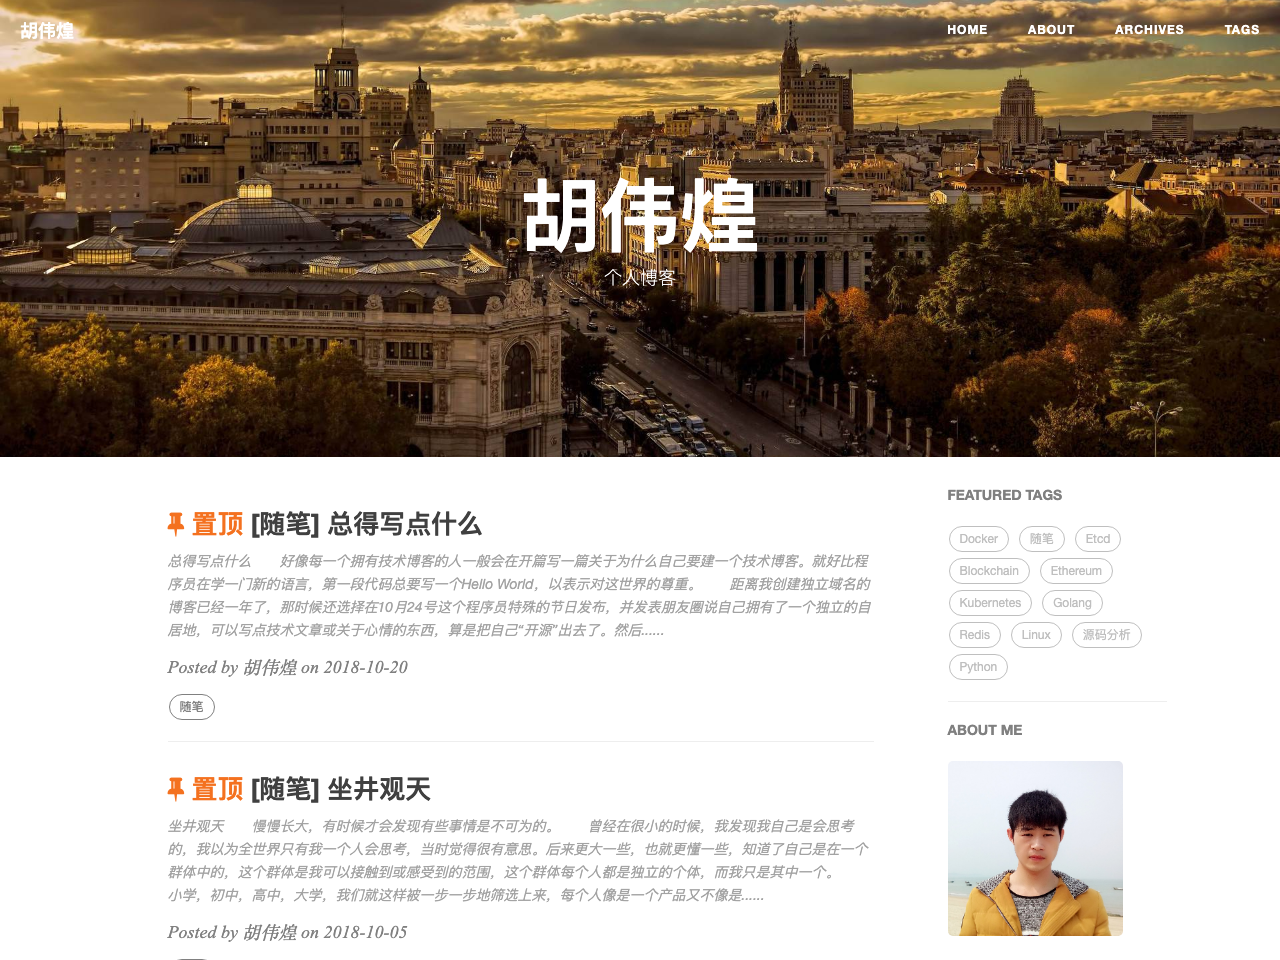 胡伟煌
HOME
ABOUT
ARCHIVES
TAGS
胡伟煌
个人博客
置顶 [随笔] 总得写点什么
总得写点什么  好像每一个拥有技术博客的人一般会在开篇写一篇关于为什么自己要建一个技术博客。就好比程
序员在学一门新的语言，第一段代码总要写一个Hello World，以表示对这世界的尊重。  距离我创建独立域名的
博客已经一年了，那时候还选择在10月24号这个程序员特殊的节日发布，并发表朋友圈说自己拥有了一个独立的自
居地，可以写点技术文章或关于心情的东西，算是把自己“开源”出去了。然后......
Posted by 胡伟煌 on 2018-10-20
随笔
置顶 [随笔] 坐井观天
坐井观天  慢慢长大，有时候才会发现有些事情是不可为的。  曾经在很小的时候，我发现我自己是会思考
的，我以为全世界只有我一个人会思考，当时觉得很有意思。后来更大一些，也就更懂一些，知道了自己是在一个
群体中的，这个群体是我可以接触到或感受到的范围，这个群体每个人都是独立的个体，而我只是其中一个。
小学，初中，高中，大学，我们就这样被一步一步地筛选上来，每个人像是一个产品又不像是......
Posted by 胡伟煌 on 2018-10-05
FEATURED TAGS
Docker
随笔
Etcd
Blockchain
Ethereum
Kubernetes
Golang
Redis
Linux
源码分析
Python
ABOUT ME